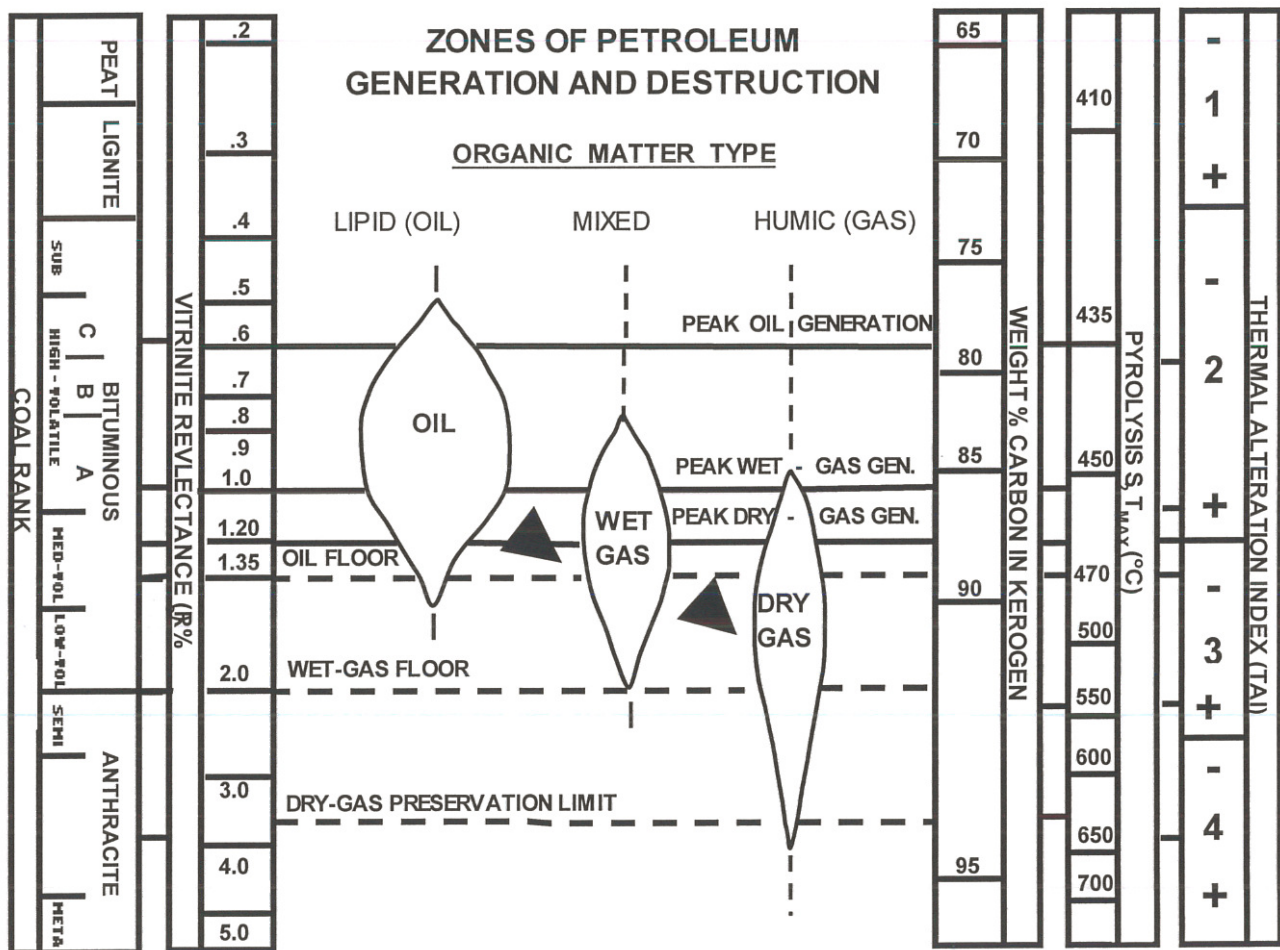 ZONES OF PETROLEUM
GENERATION AND DESTRUCTION
ORGANIC MATTER TYPE
LIPID (OIL)
MIXED
HUMIC (GAS)
PEAK OIL GENERATION
OIL
PEAK WET - GAS GEN.
PEAK DRY - GAS GEN.
WET
GAS
OIL FLOOR
DRY
GAS
WET-GAS FLOOR
DRY-GAS PRESERVATION LIMIT
COAL RANK
PEAT
LIGNITE
SUB
C
B
A
HIGH-VOLATILE
BITUMINOUS
MED-VOL
LOW-VOL
SEMI
ANTHRACITE
META
VITRINITE REVLECTANCE (R%
.2
.3
.4
.5
.6
.7
.8
.9
1.0
1.20
1.35
2.0
3.0
4.0
5.0
65
70
75
80
85
90
95
WEIGHT % CARBON IN KEROGEN
410
435
450
470
500
550
600
650
700
PYROLYSIS S, T MAX (°C)
-
1
+
-
2
+
-
3
+
-
4
+
THERMAL ALTERATION INDEX (TAI)